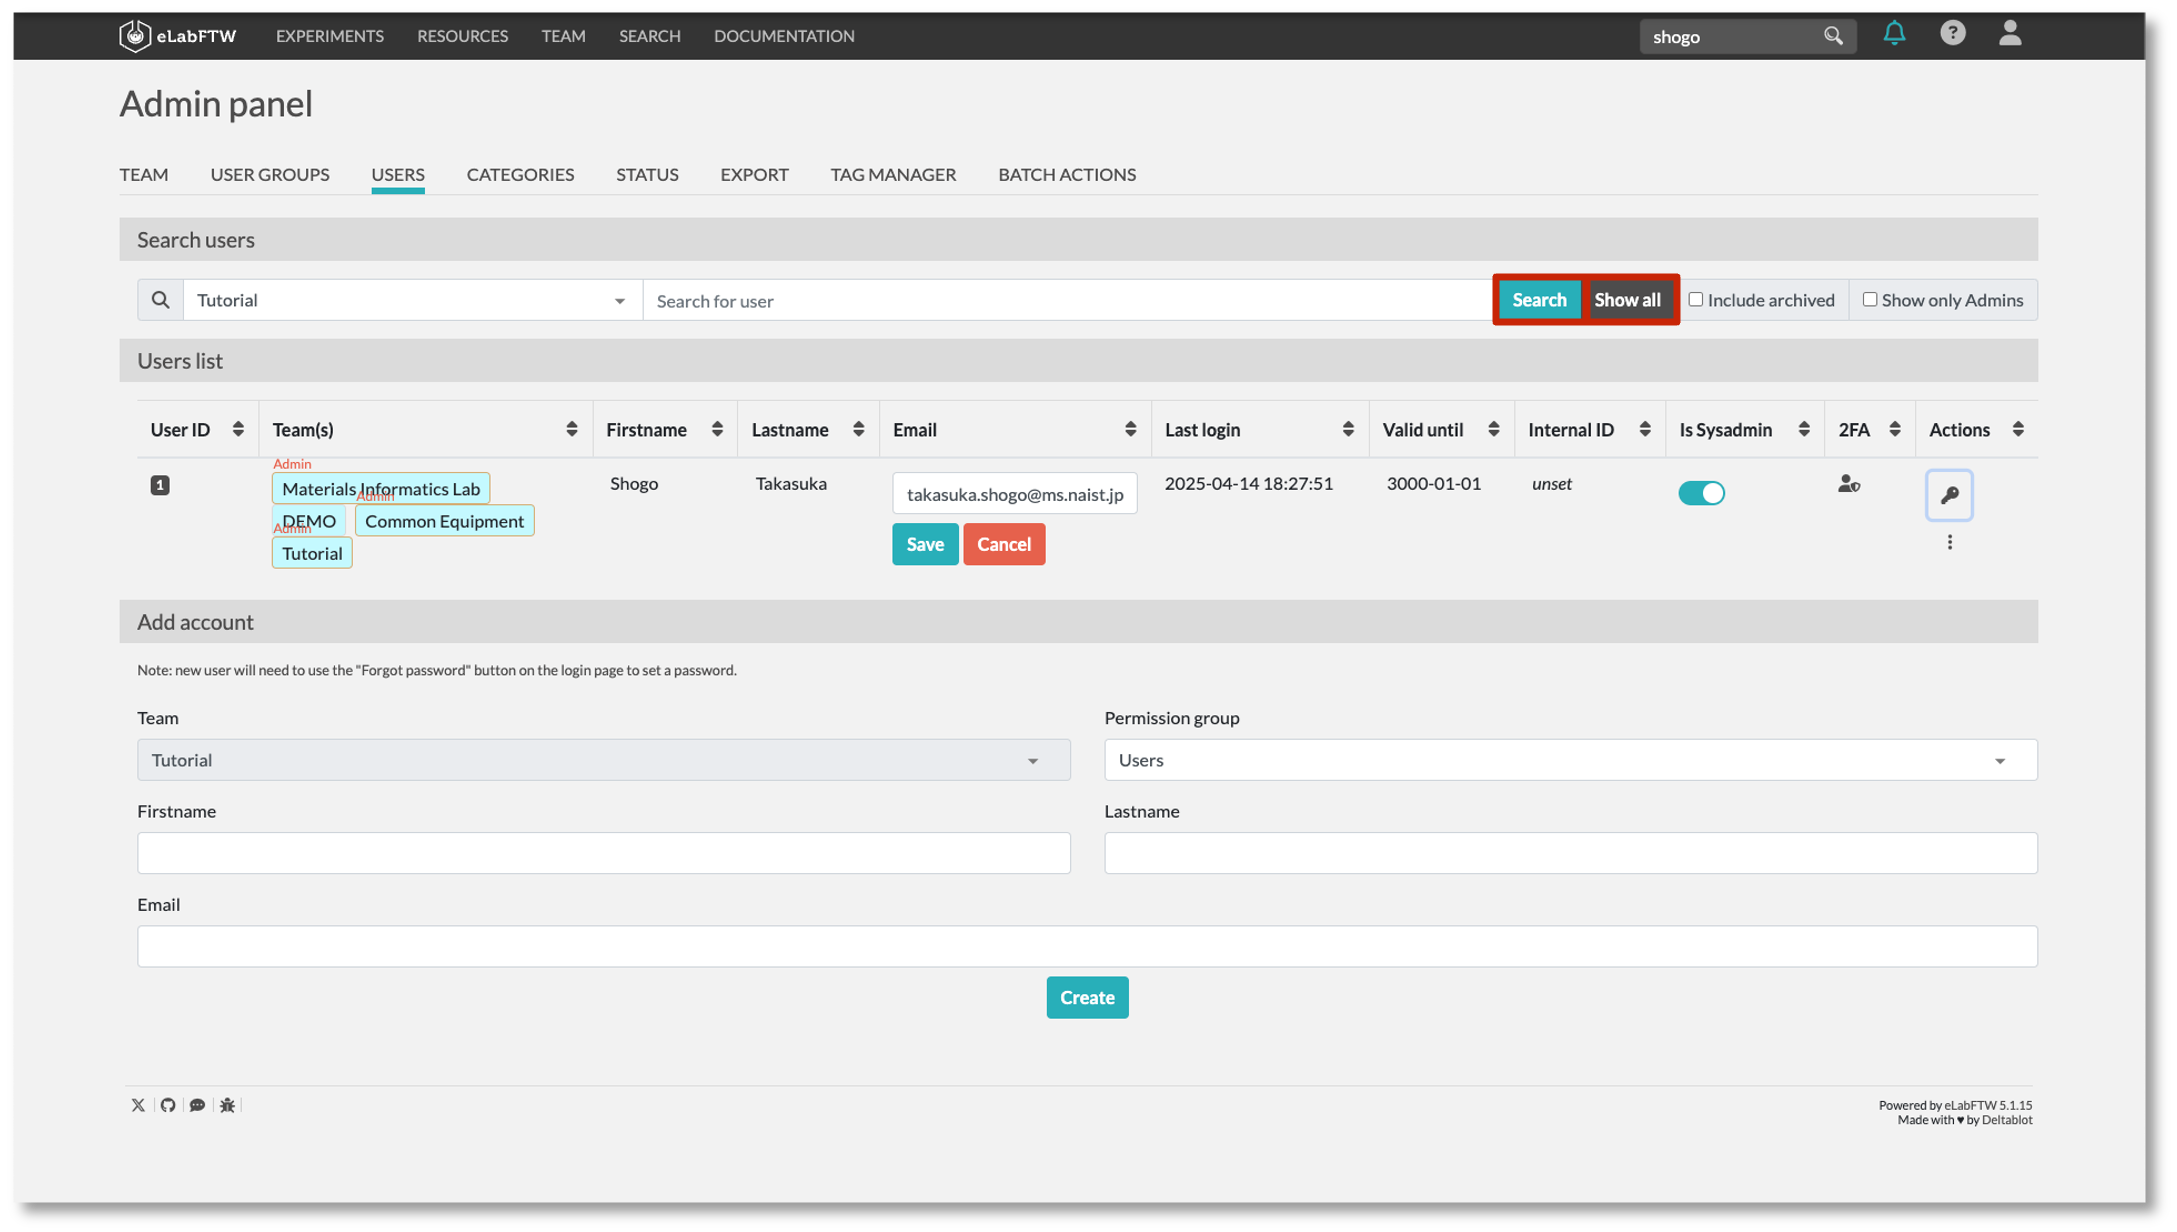 eLabFTW EXPERIMENTS RESOURCES TEAM SEARCH DOCUMENTATION shogo ?
Admin panel
TEAM USER GROUPS USERS CATEGORIES STATUS EXPORT TAG MANAGER BATCH ACTIONS
Search users
Tutorial Search for user Search Show all Include archived Show only Admins
Users list
User ID Team(s) Firstname Lastname Email Last login Valid until Internal ID Is Sysadmin 2FA Actions
Admin
1 Materials Informatics Lab Shogo Takasuka takasuka.shogo@ms.naist.jp 2025-04-14 18:27:51 3000-01-01 unset
Admin
DEMO Common Equipment Save Cancel
Admin
Tutorial
Add account
Note: new user will need to use the "Forgot password" button on the login page to set a password.
Team Permission group
Tutorial Users
Firstname Lastname
Email
Create
Powered by eLabFTW 5.1.15
Made with ♥ by Deltablot